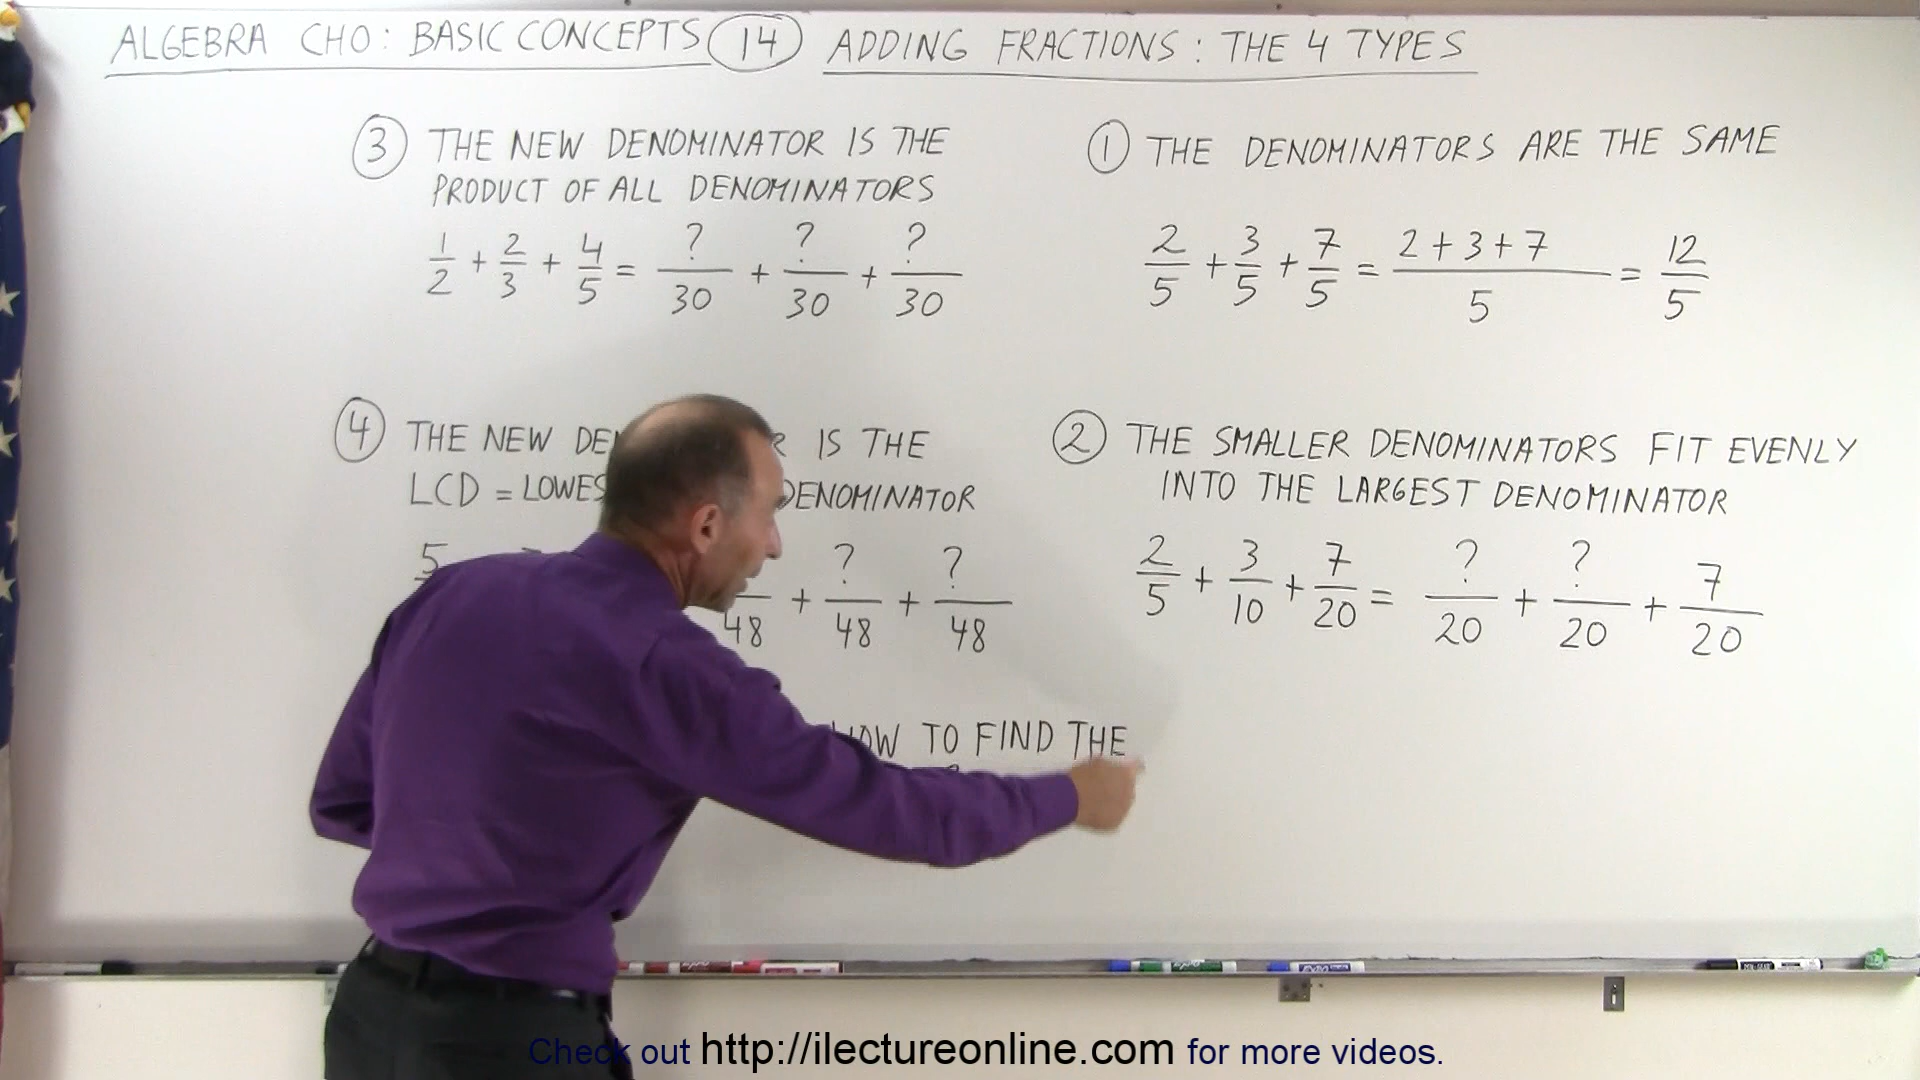 ALGEBRA CHO: BASIC CONCEPTS 14 ADDING FRACTIONS: THE 4 TYPES
3 THE NEW DENOMINATOR IS THE
PRODUCT OF ALL DENOMINATORS
1/2 + 2/3 + 4/5 = ?/30 + ?/30 + ?/30
4 THE NEW IS THE
LCD = DENOMINATOR
5 48 + ?/48 + ?/48
TO FIND THE
1 THE DENOMINATORS ARE THE SAME
2/5 + 3/5 + 7/5 = 2+3+7/5 = 12/5
2 THE SMALLER DENOMINATORS FIT EVENLY
INTO THE LARGEST DENOMINATOR
2/5 + 3/10 + 7/20 = ?/20 + ?/20 + 7/20
Check out http://ilectureonline.com for more videos.